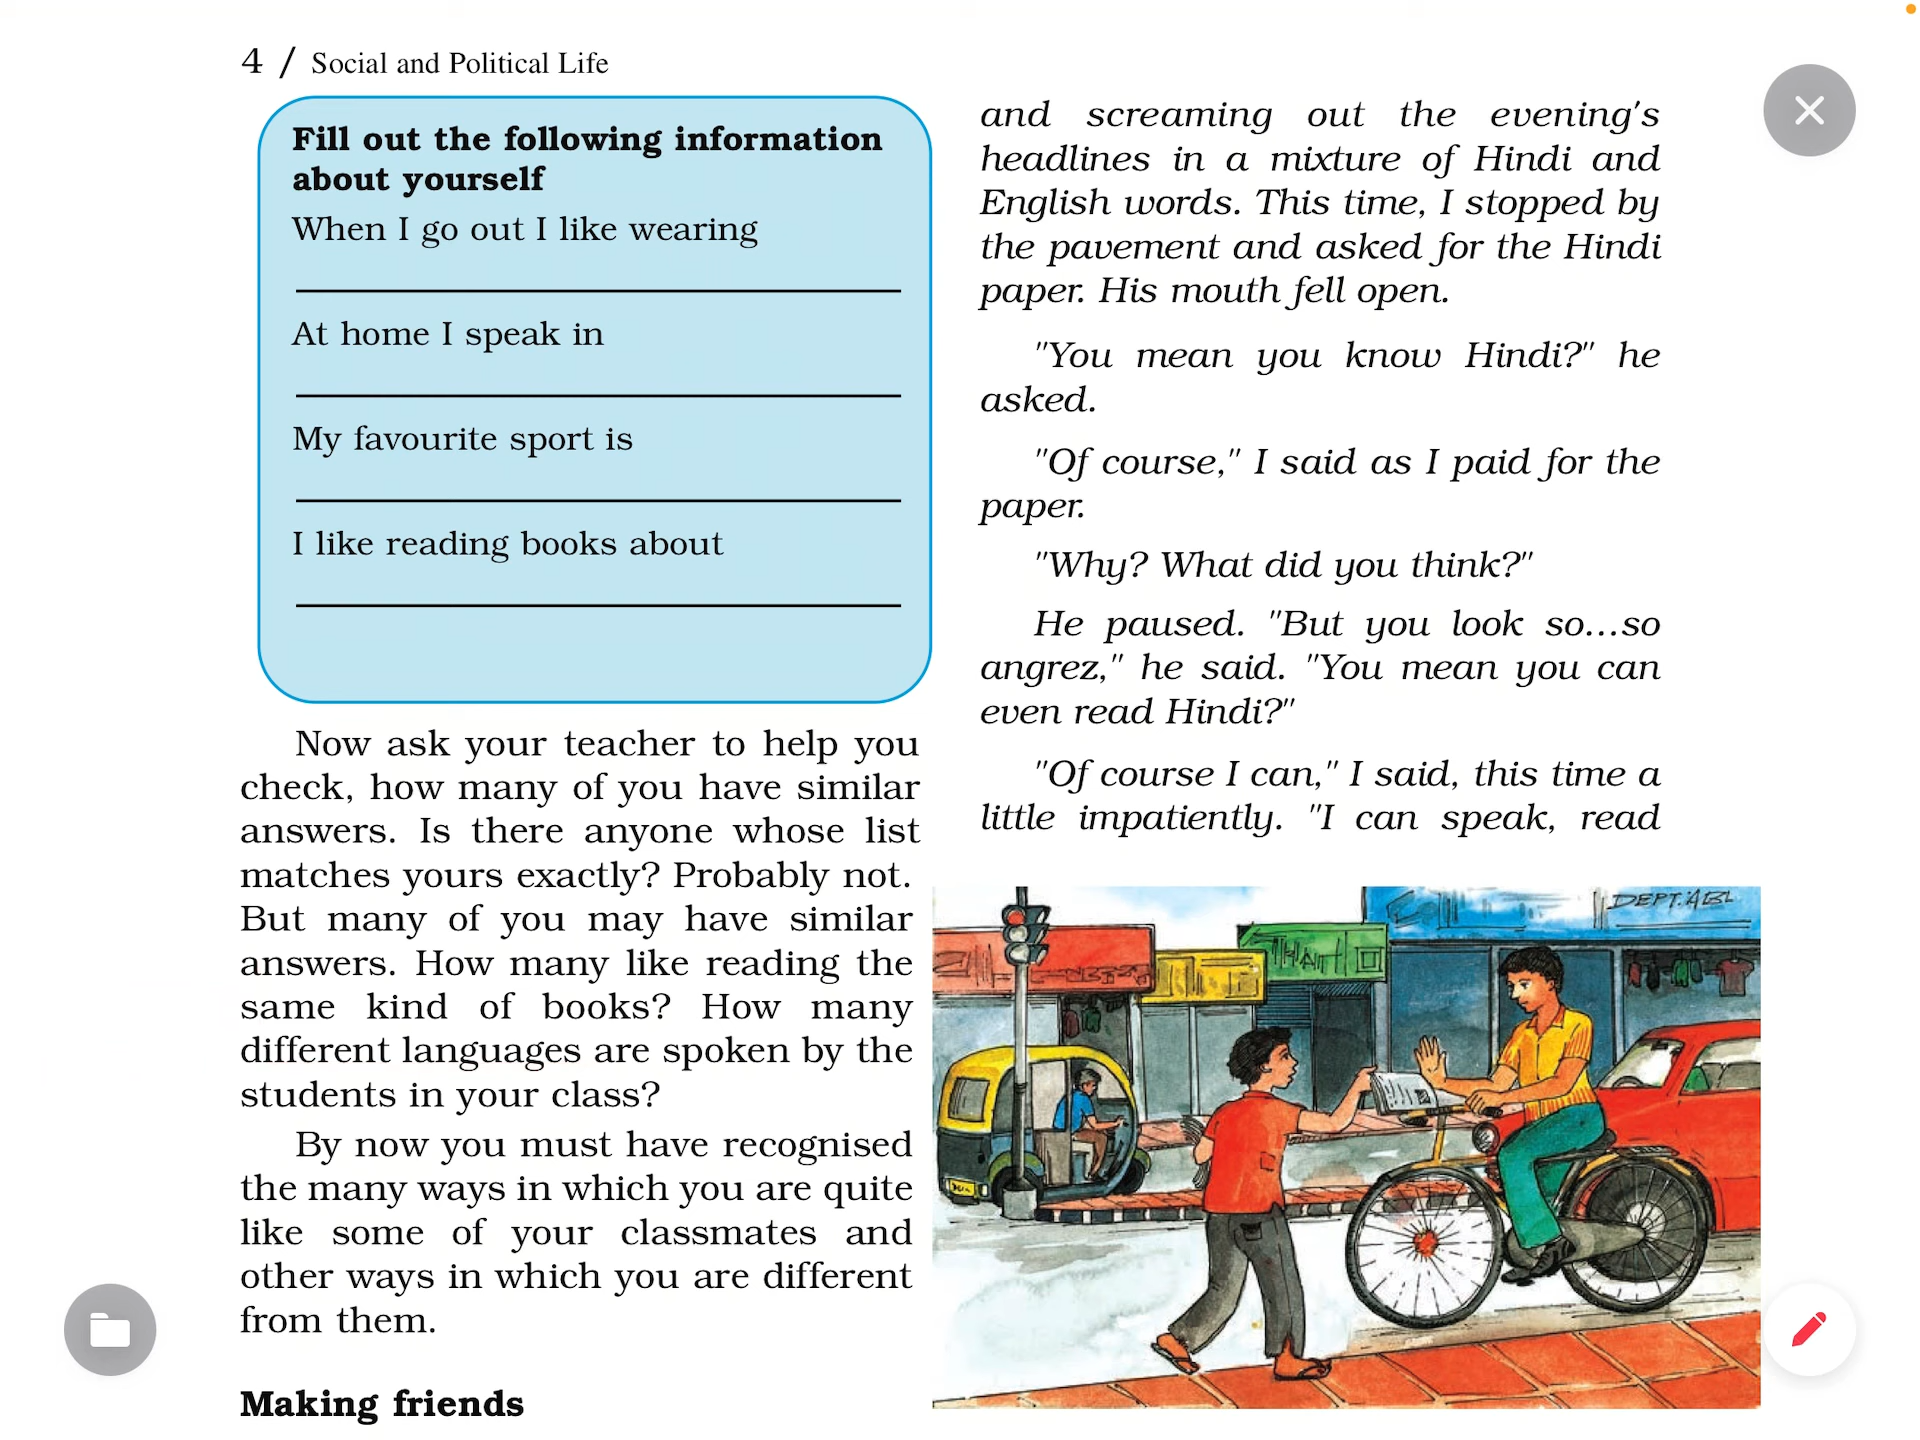 4 / Social and Political Life
Fill out the following information
about yourself
When I go out I like wearing
At home I speak in
My favourite sport is
I like reading books about
Now ask your teacher to help you
check, how many of you have similar
answers. Is there anyone whose list
matches yours exactly? Probably not.
But many of you may have similar
answers. How many like reading the
same kind of books? How many
different languages are spoken by the
students in your class?
By now you must have recognised
the many ways in which you are quite
like some of your classmates and
other ways in which you are different
from them.
Making friends
and screaming out the evening's
headlines in a mixture of Hindi and
English words. This time, I stopped by
the pavement and asked for the Hindi
paper. His mouth fell open.
"You mean you know Hindi?" he
asked.
"Of course," I said as I paid for the
paper.
"Why? What did you think?"
He paused. "But you look so...so
angrez," he said. "You mean you can
even read Hindi?"
"Of course I can," I said, this time a
little impatiently. "I can speak, read